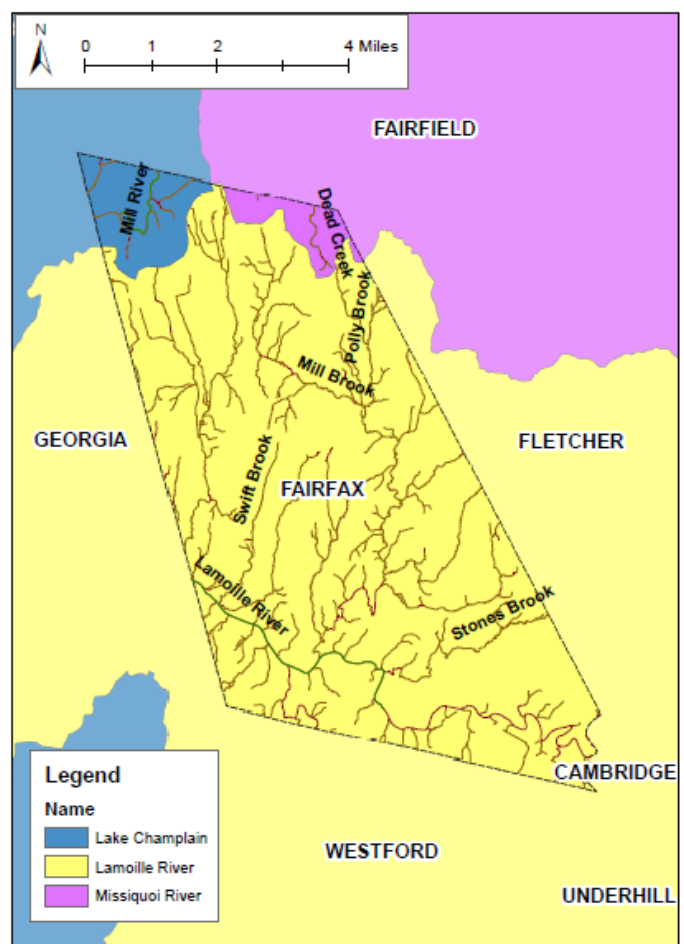 N
0 1 2 4 Miles
FAIRFIELD
Mill River
Dead Creek
Polly Brook
Mill Brook
GEORGIA
FLETCHER
Swift Brook
FAIRFAX
Lamoille River
Stones Brook
CAMBRIDGE
WESTFORD
UNDERHILL
Legend
Name
Lake Champlain
Lamoille River
Missiquoi River